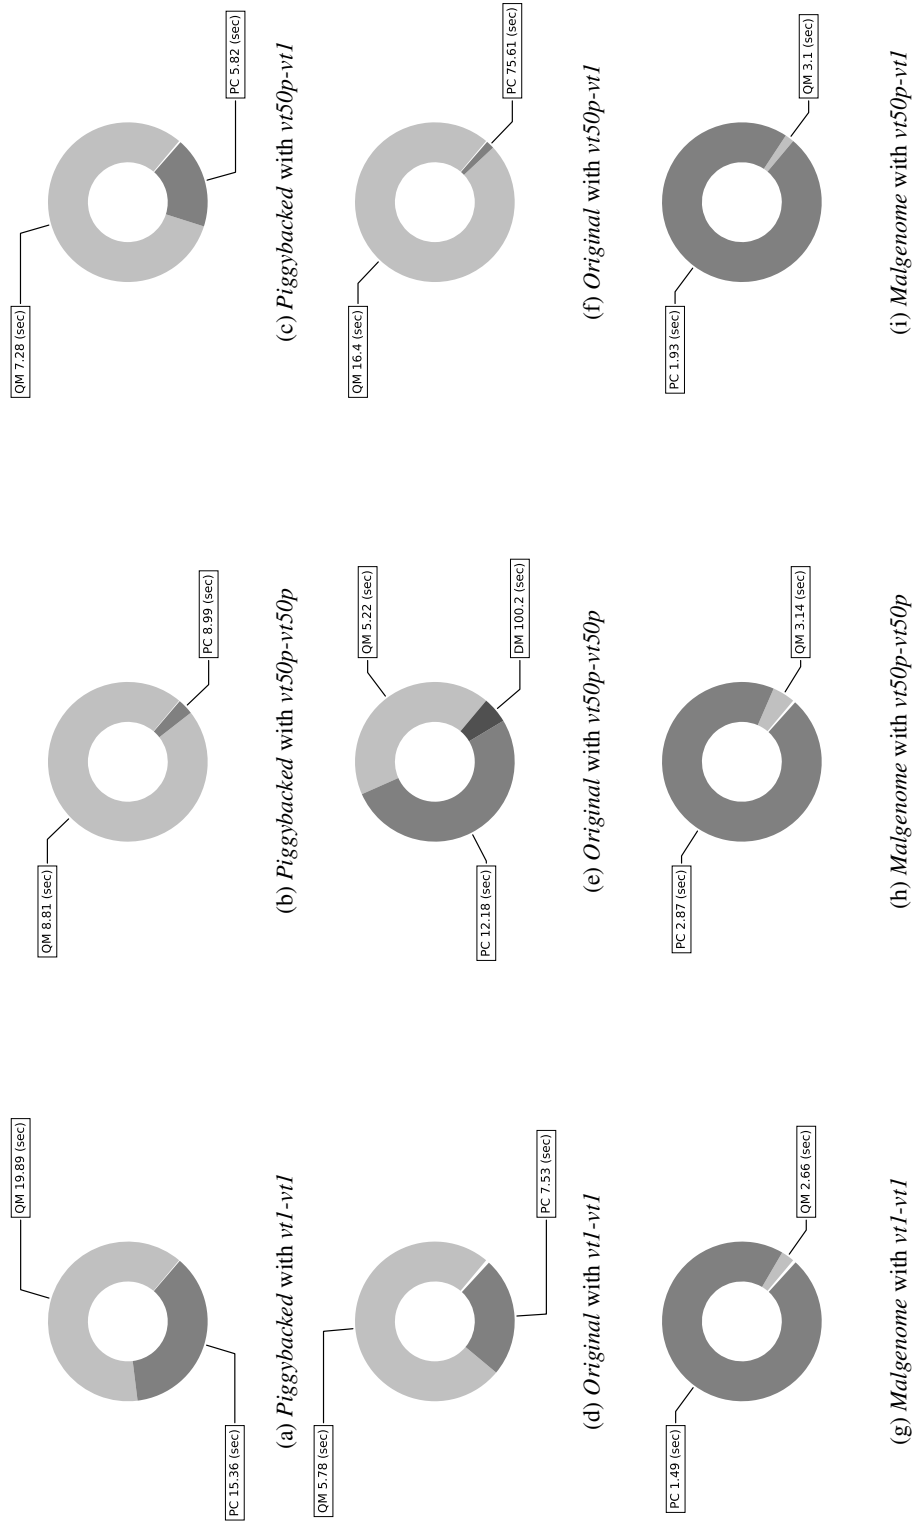 QM 19.89 (sec)
PC 15.36 (sec)
(a) Piggybacked with vt1-vt1
QM 8.81 (sec)
PC 8.99 (sec)
(b) Piggybacked with vt50p-vt50p
QM 7.28 (sec)
PC 5.82 (sec)
(c) Piggybacked with vt50p-vt1
QM 5.78 (sec)
PC 7.53 (sec)
(d) Original with vt1-vt1
QM 5.22 (sec)
PC 12.18 (sec)
DM 100.2 (sec)
(e) Original with vt50p-vt50p
QM 16.4 (sec)
PC 75.61 (sec)
(f) Original with vt50p-vt1
PC 1.49 (sec)
QM 2.66 (sec)
(g) Malgenome with vt1-vt1
PC 2.87 (sec)
QM 3.14 (sec)
(h) Malgenome with vt50p-vt50p
PC 1.93 (sec)
QM 3.1 (sec)
(i) Malgenome with vt50p-vt1